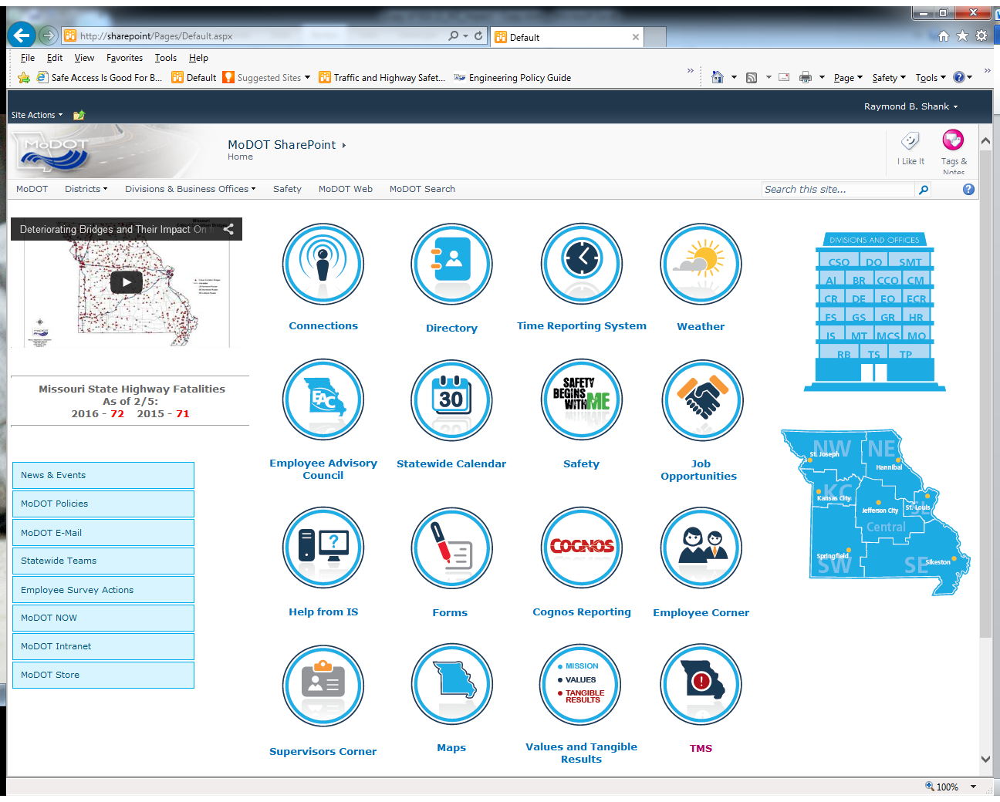 http://sharepoint/Pages/Default.aspx
Default
File Edit View Favorites Tools Help
Safe Access Is Good For B... Default Suggested Sites Traffic and Highway Safet... Engineering Policy Guide
Page Safety Tools
Raymond B. Shank
Site Actions
MoDOT
MoDOT SharePoint
Home
I Like It
Tags &
Notes
MoDOT Districts Divisions & Business Offices Safety MoDOT Web MoDOT Search
Search this site...
Deteriorating Bridges and Their Impact On
Missouri
Missouri State Highway Fatalities
As of 2/5:
2016 - 72 2015 - 71
News & Events
MoDOT Policies
MoDOT E-Mail
Statewide Teams
Employee Survey Actions
MoDOT NOW
MoDOT Intranet
MoDOT Store
Connections
Directory
Time Reporting System
Weather
EAC
30
SAFETY
BEGINS
WITH ME
Employee Advisory
Council
Statewide Calendar
Safety
Job
Opportunities
?
COGNOS
Help from IS
Forms
Cognos Reporting
Employee Corner
MISSION
VALUES
TANGIBLE
RESULTS
!
Supervisors Corner
Maps
Values and Tangible
Results
TMS
DIVISIONS AND OFFICES
CSO DO SMT
AI BR CCO CM
CR DE EO ECR
FS GS GR HR
IS MT MCS MO
RB TS TP
NW NE
St. Joseph
Hannibal
KC
Kansas City
Jefferson City
St. Louis
SL
Central
Springfield
SW
SE
Sikeston
100%